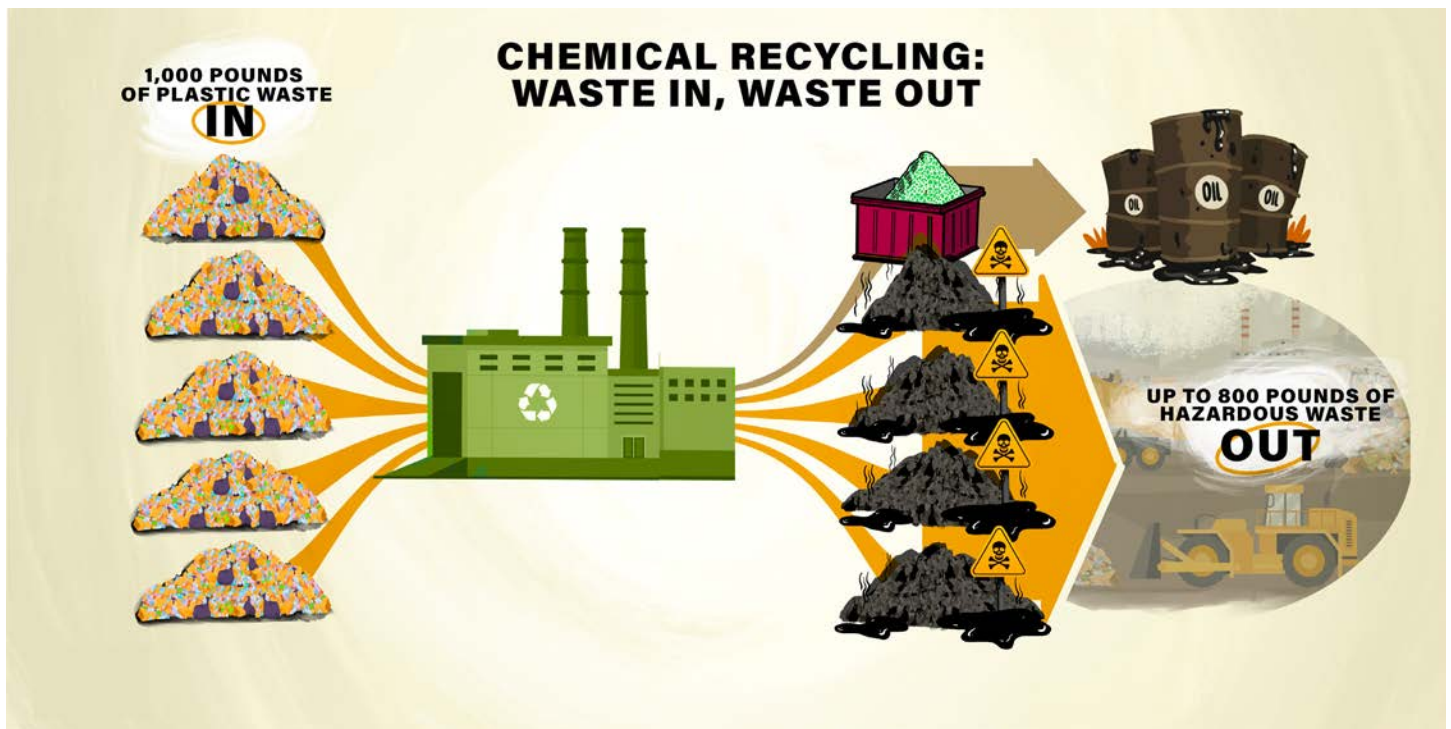 CHEMICAL RECYCLING:
WASTE IN, WASTE OUT
1,000 POUNDS
OF PLASTIC WASTE
IN
OIL
OIL
OIL
UP TO 800 POUNDS OF
HAZARDOUS WASTE
OUT